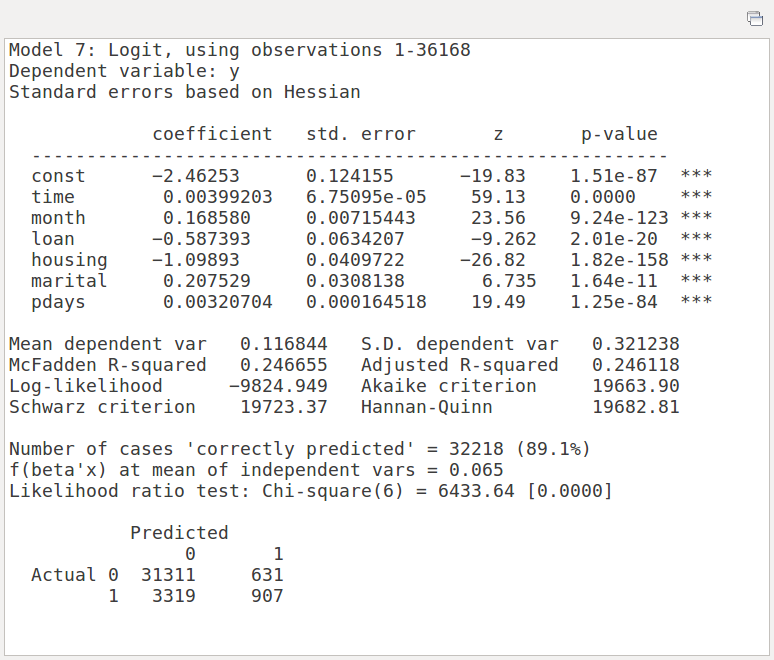 Model 7: Logit, using observations 1-36168
Dependent variable: y
Standard errors based on Hessian
coefficient std. error z p-value
---------------------------------------------------------
const −2.46253 0.124155 −19.83 1.51e-87 ***
time 0.00399203 6.75095e-05 59.13 0.0000 ***
month 0.168580 0.00715443 23.56 9.24e-123 ***
loan −0.587393 0.0634207 −9.262 2.01e-20 ***
housing −1.09893 0.0409722 −26.82 1.82e-158 ***
marital 0.207529 0.0308138 6.735 1.64e-11 ***
pdays 0.00320704 0.000164518 19.49 1.25e-84 ***
Mean dependent var 0.116844 S.D. dependent var 0.321238
McFadden R-squared 0.246655 Adjusted R-squared 0.246118
Log-likelihood −9824.949 Akaike criterion 19663.90
Schwarz criterion 19723.37 Hannan-Quinn 19682.81
Number of cases 'correctly predicted' = 32218 (89.1%)
f(beta'x) at mean of independent vars = 0.065
Likelihood ratio test: Chi-square(6) = 6433.64 [0.0000]
Predicted
0 1
Actual 0 31311 631
1 3319 907